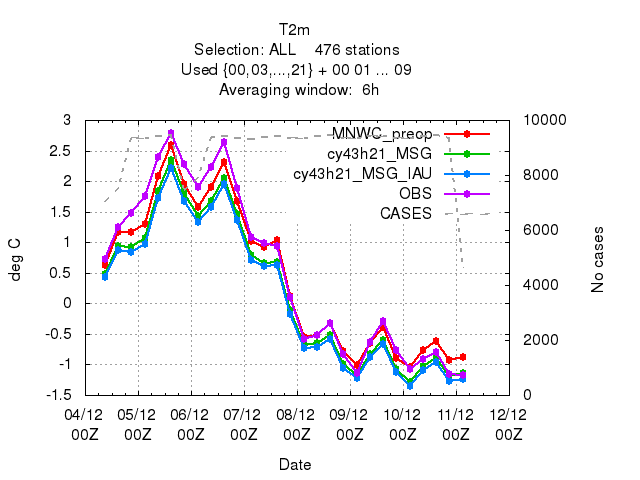 T2m
Selection: ALL 476 stations
Used {00,03,...,21} + 00 01 ... 09
Averaging window: 6h
3
2.5
2
1.5
1
0.5
0
-0.5
-1
-1.5
deg C
10000
8000
6000
4000
2000
0
No cases
MNWC_preop
cy43h21_MSG
cy43h21_MSG_IAU
OBS
CASES
04/12 05/12 06/12 07/12 08/12 09/12 10/12 11/12 12/12
00Z 00Z 00Z 00Z 00Z 00Z 00Z 00Z 00Z
Date